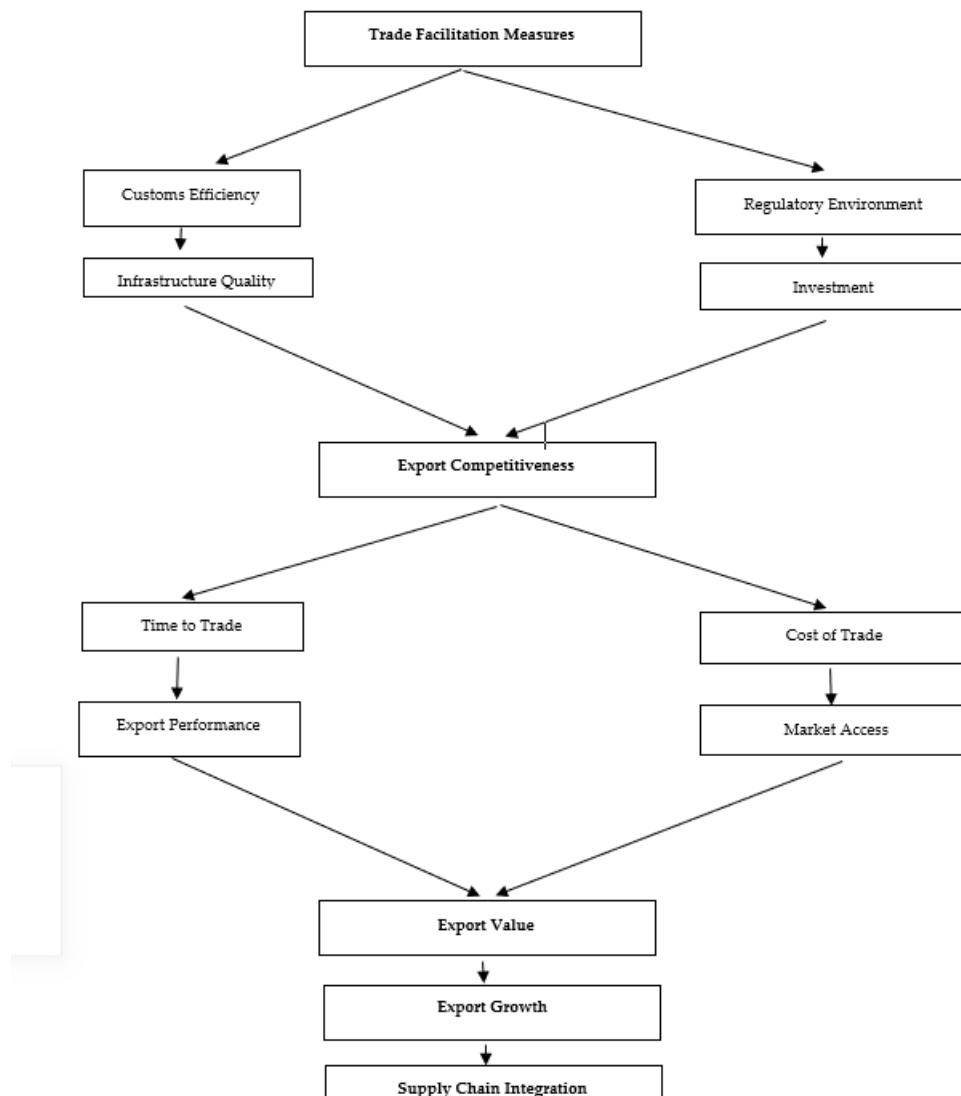 Trade Facilitation Measures
Customs Efficiency
Regulatory Environment
Infrastructure Quality
Investment
Export Competitiveness
Time to Trade
Cost of Trade
Export Performance
Market Access
Export Value
Export Growth
Supply Chain Integration